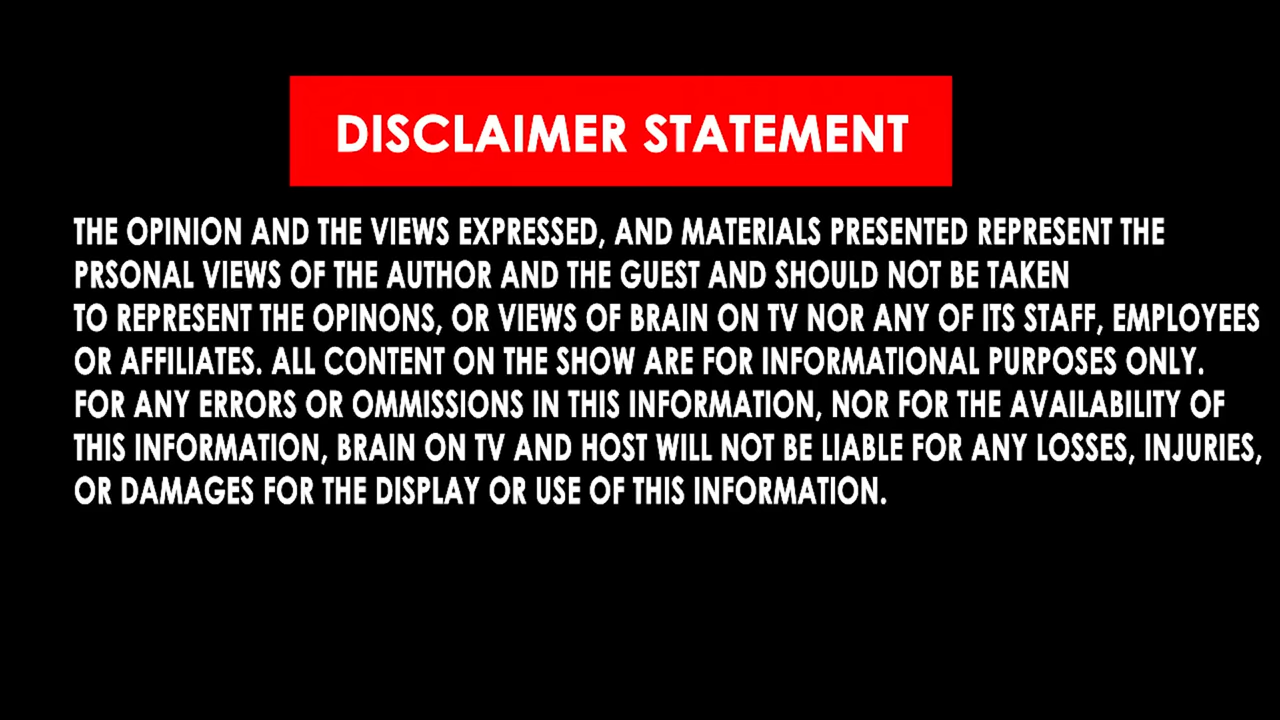 DISCLAIMER STATEMENT
THE OPINION AND THE VIEWS EXPRESSED, AND MATERIALS PRESENTED REPRESENT THE
PRSONAL VIEWS OF THE AUTHOR AND THE GUEST AND SHOULD NOT BE TAKEN
TO REPRESENT THE OPINONS, OR VIEWS OF BRAIN ON TV NOR ANY OF ITS STAFF, EMPLOYEES
OR AFFILIATES. ALL CONTENT ON THE SHOW ARE FOR INFORMATIONAL PURPOSES ONLY.
FOR ANY ERRORS OR OMMISSIONS IN THIS INFORMATION, NOR FOR THE AVAILABILITY OF
THIS INFORMATION, BRAIN ON TV AND HOST WILL NOT BE LIABLE FOR ANY LOSSES, INJURIES,
OR DAMAGES FOR THE DISPLAY OR USE OF THIS INFORMATION.